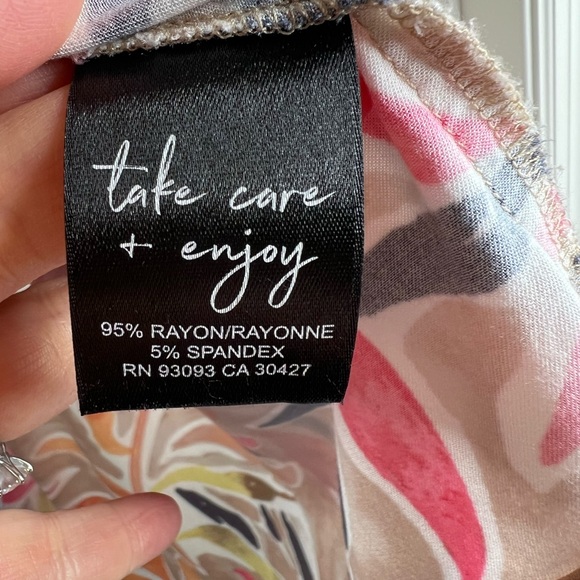 take care
+ enjoy
95% RAYON/RAYONNE
5% SPANDEX
RN 93093 CA 30427